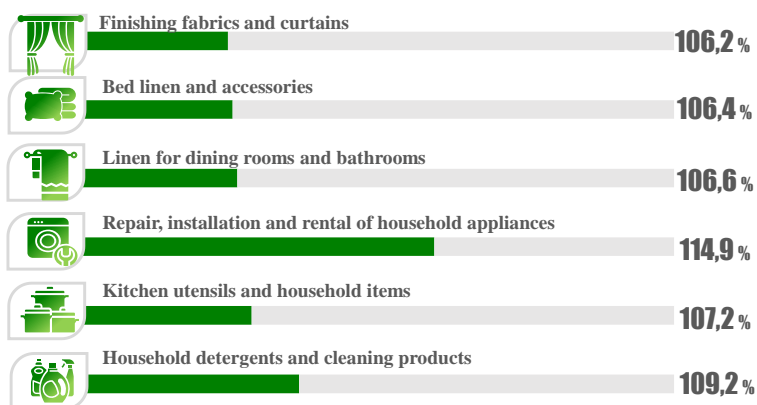 Finishing fabrics and curtains
106,2 %
Bed linen and accessories
106,4 %
Linen for dining rooms and bathrooms
106,6 %
Repair, installation and rental of household appliances
114,9 %
Kitchen utensils and household items
107,2 %
Household detergents and cleaning products
109,2 %